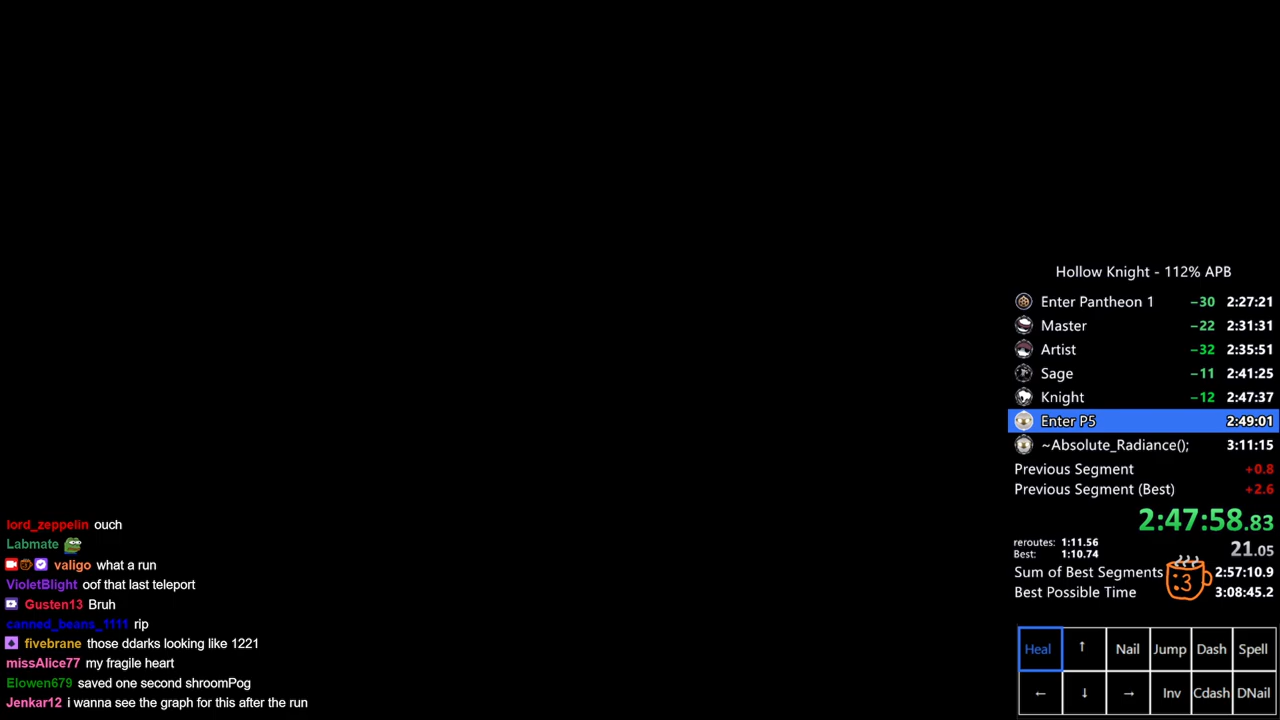 Hollow Knight - 112% APB
Enter Pantheon 1 -30 2:27:21
Master -22 2:31:31
Artist -32 2:35:51
Sage -11 2:41:25
Knight -12 2:47:37
Enter P5 2:49:01
~Absolute_Radiance(); 3:11:15
Previous Segment +0.8
Previous Segment (Best) +2.6
2:47:58.83
reroutes: 1:11.56
Best: 1:10.74
21.05
Sum of Best Segments 2:57:10.9
Best Possible Time 3:08:45.2
:3
lord_zeppelin ouch
Labmate
valigo what a run
VioletBlight oof that last teleport
Gusten13 Bruh
canned_beans_1111 rip
fivebrane those ddarks looking like 1221
missAlice77 my fragile heart
Elowen679 saved one second shroomPog
Jenkar12 i wanna see the graph for this after the run
Heal ↑ Nail Jump Dash Spell
← ↓ → Inv Cdash DNail